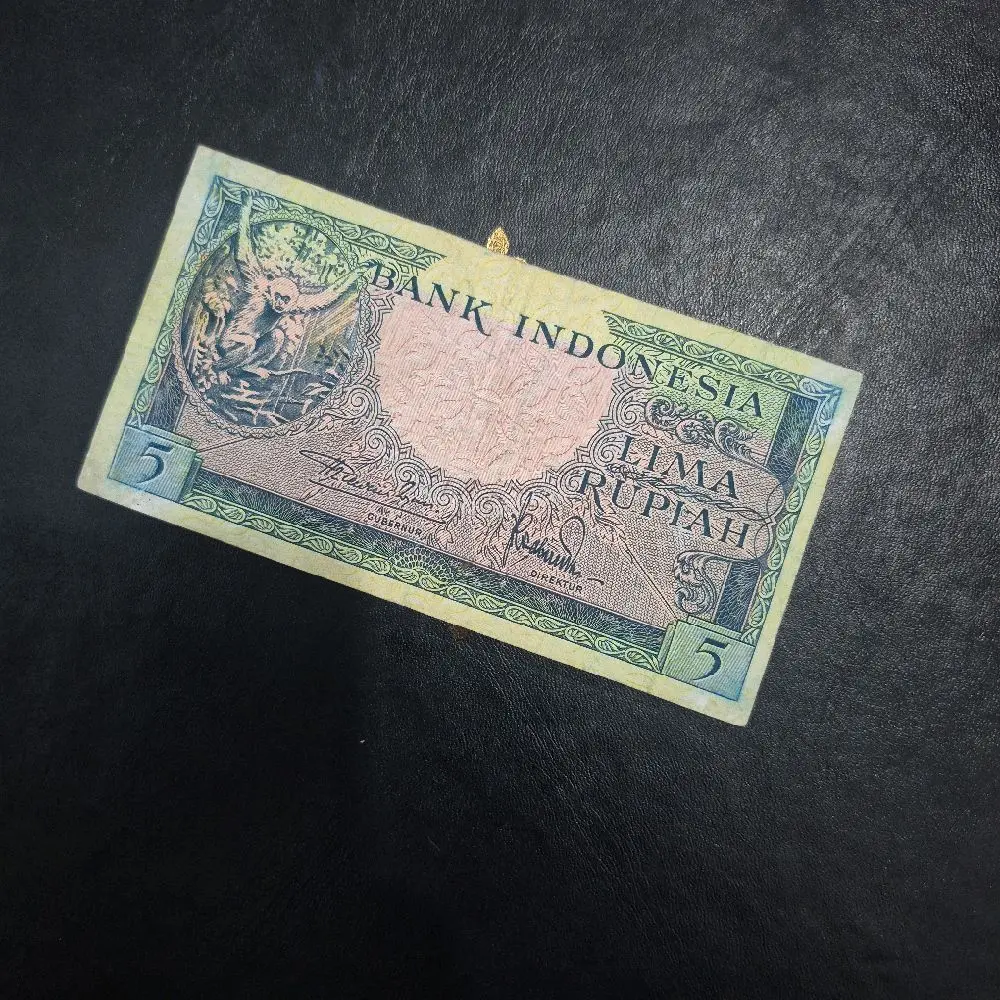 BANK INDONESIA
LIMA
RUPIAH
5
GUBERNUR
DIREKTUR
5